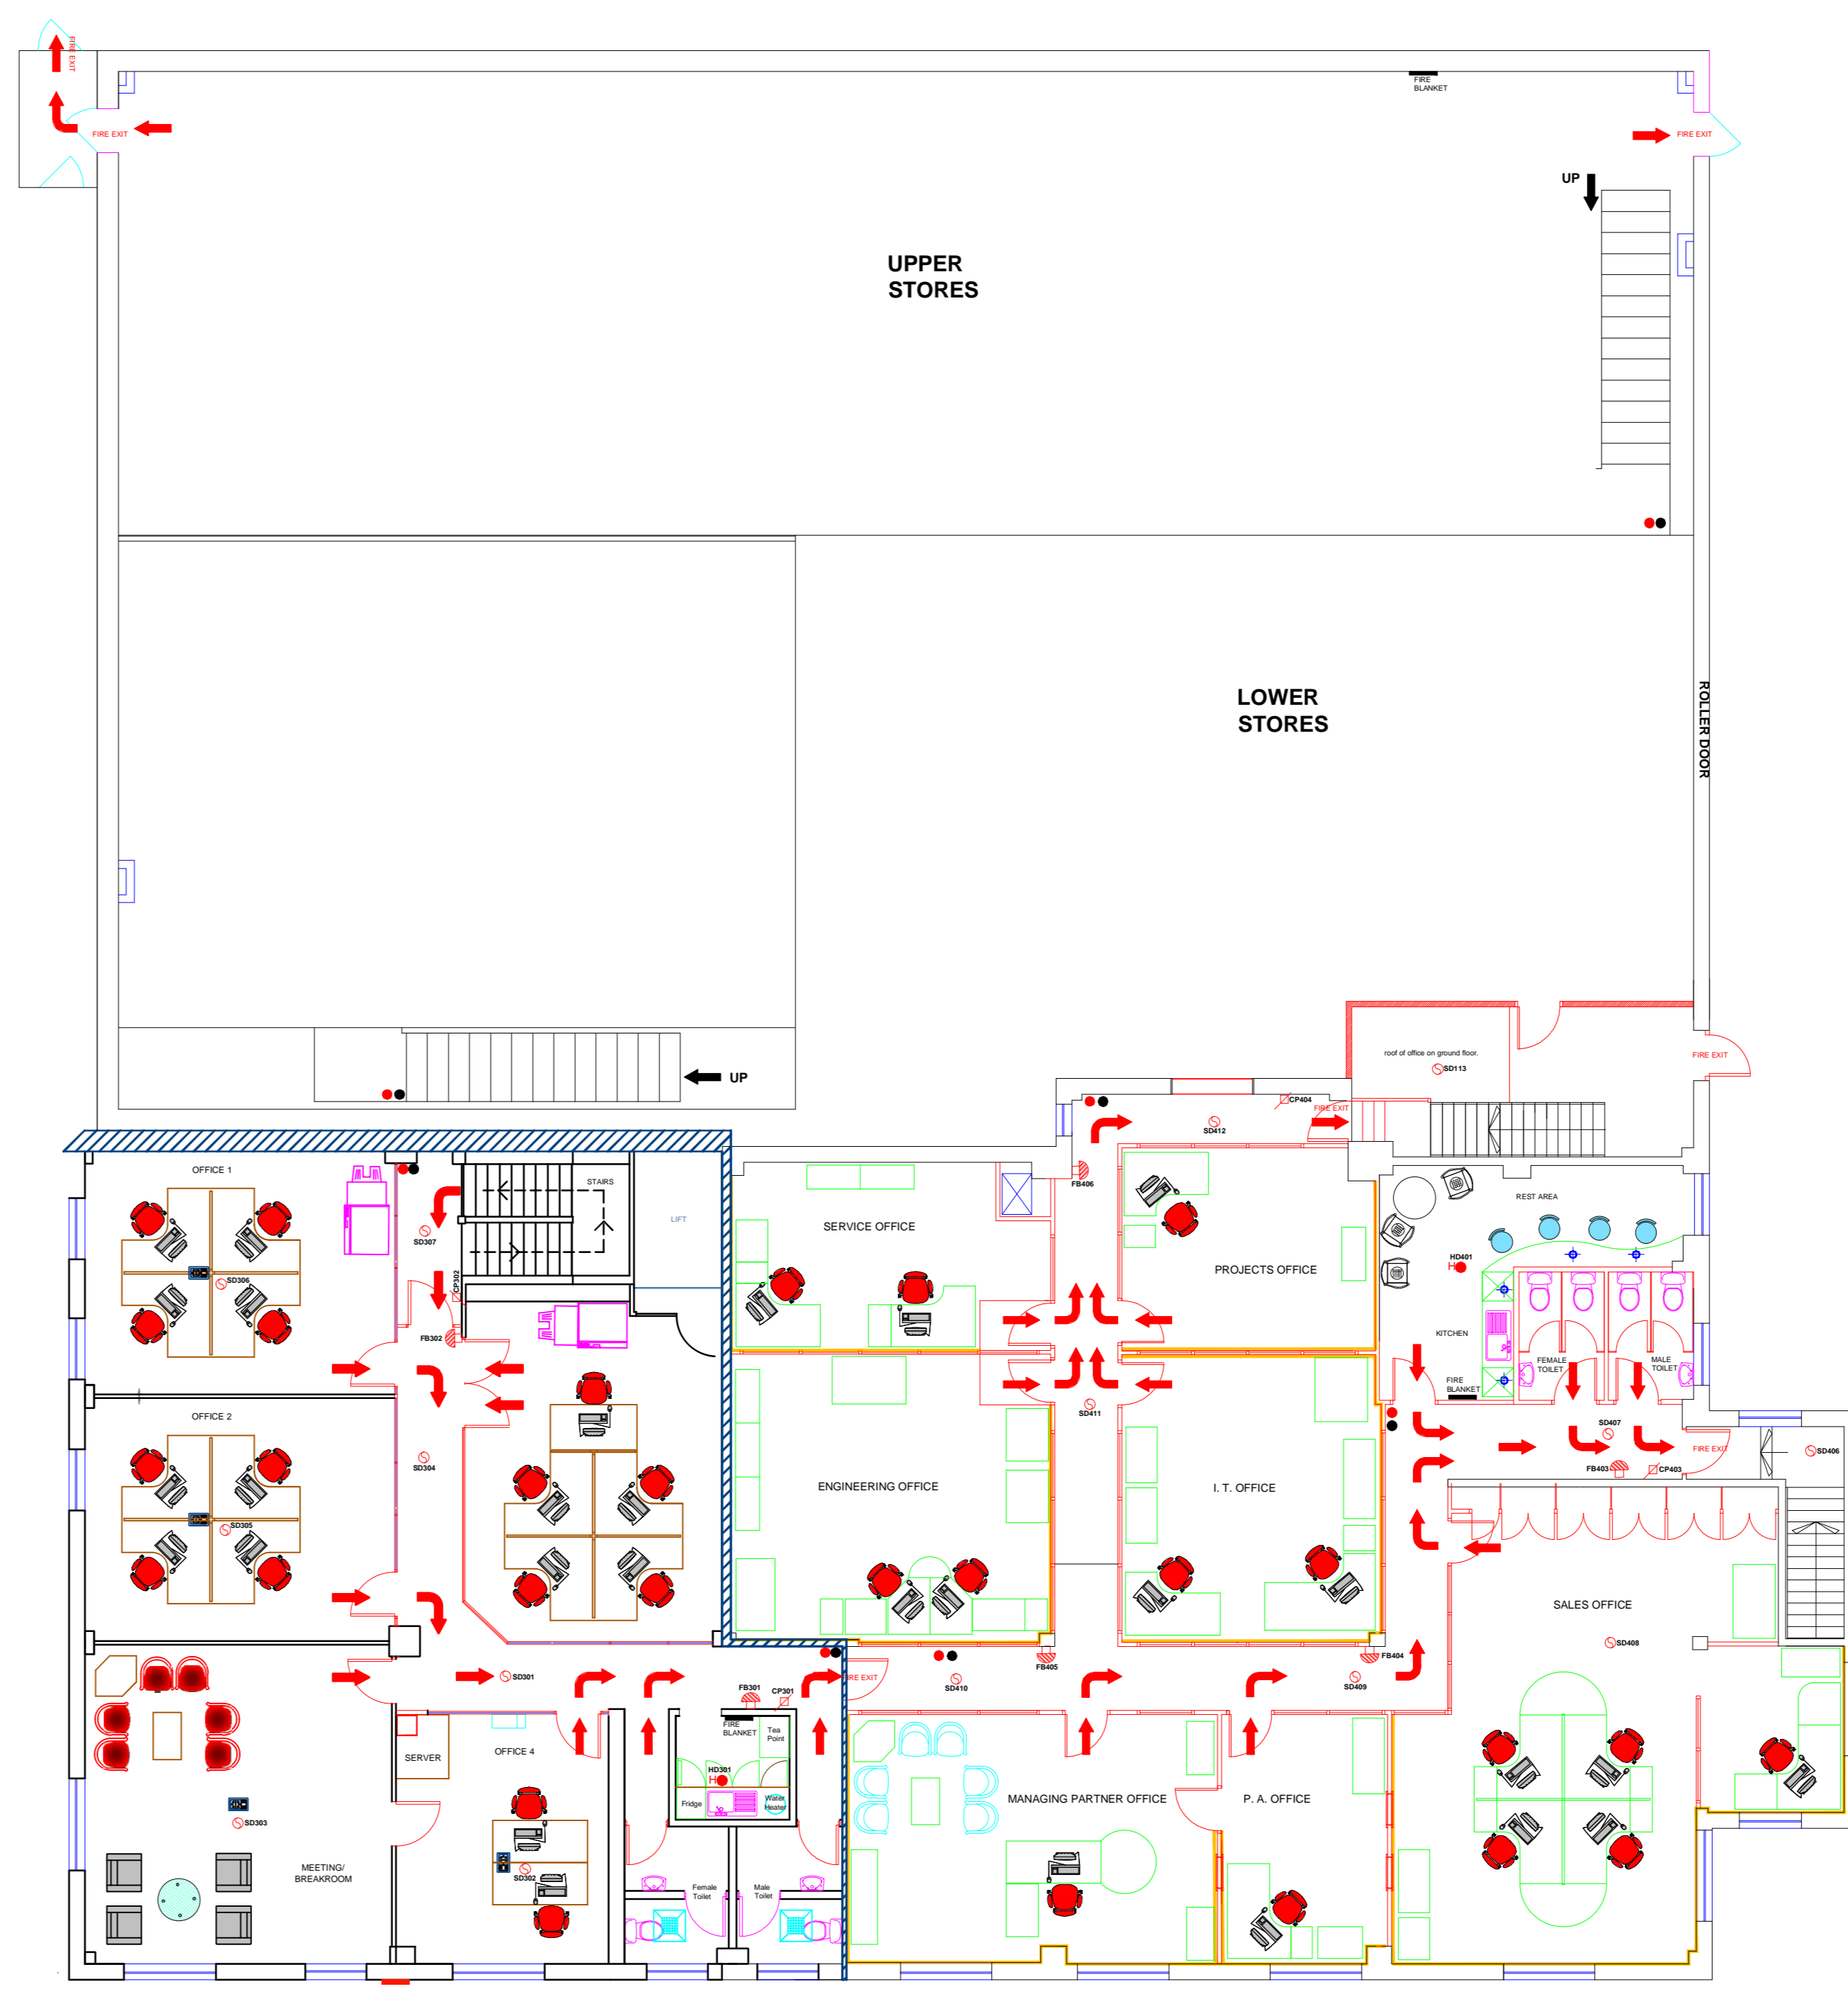 FIRE EXIT
FIRE EXIT
FIRE
BLANKET
FIRE EXIT
UP
UPPER
STORES
LOWER
STORES
ROLLER DOOR
roof of office on ground floor.
SD113
FIRE EXIT
UP
CP404
FIRE EXIT
SD412
OFFICE 1
STAIRS
LIFT
FB406
REST AREA
SERVICE OFFICE
SD307
HD401
H
PROJECTS OFFICE
SD306
CP302
FB302
KITCHEN
FEMALE
TOILET
MALE
TOILET
FIRE
BLANKET
SD411
OFFICE 2
SD407
FIRE EXIT
SD406
SD304
FB403
CP403
ENGINEERING OFFICE
I. T. OFFICE
SD305
SALES OFFICE
SD408
SD301
FIRE EXIT
FB405
FB404
SD410
SD409
FB301
CP301
FIRE
BLANKET
Tea
Point
SERVER
OFFICE 4
HD301
H
Fridge
Water
Heater
MANAGING PARTNER OFFICE
P. A. OFFICE
SD303
MEETING/
BREAKROOM
SD302
Female
Toilet
Male
Toilet